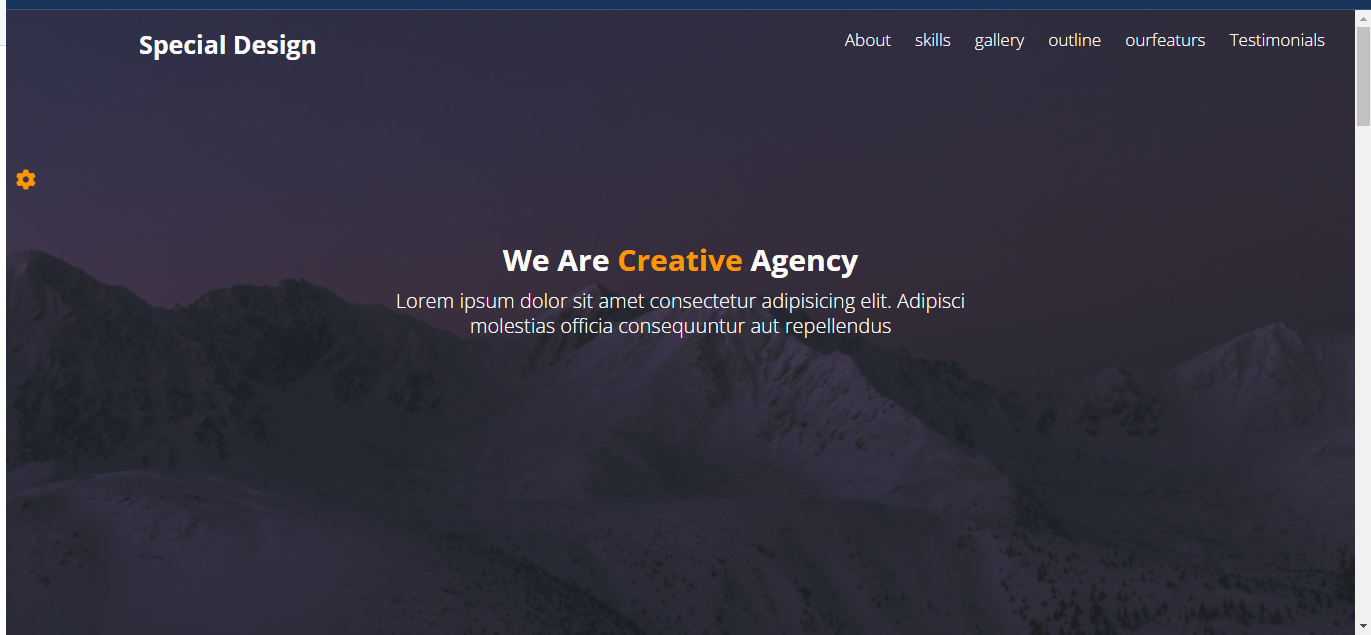 Special Design
About skills gallery outline ourfeaturs Testimonials
We Are Creative Agency
Lorem ipsum dolor sit amet consectetur adipisicing elit. Adipisci
molestias officia consequuntur aut repellendus